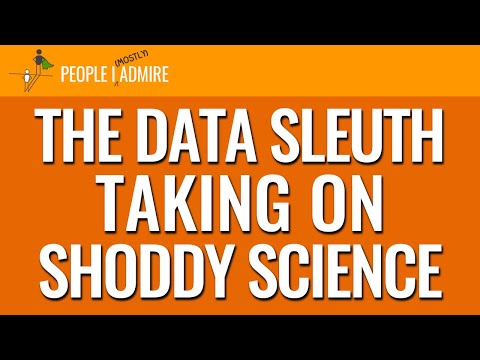 PEOPLE I (MOSTLY) ADMIRE
THE DATA SLEUTH
TAKING ON
SHODDY SCIENCE